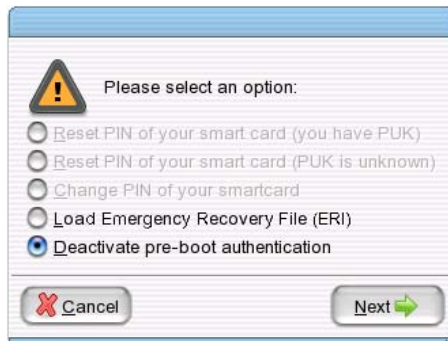 Please select an option:
Reset PIN of your smart card (you have PUK)
Reset PIN of your smart card (PUK is unknown)
Change PIN of your smartcard
Load Emergency Recovery File (ERI)
Deactivate pre-boot authentication
Cancel Next